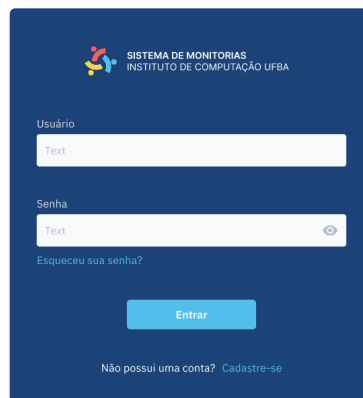 SISTEMA DE MONITORIAS
INSTITUTO DE COMPUTAÇÃO UFBA
Usuário
Text
Senha
Text
Esqueceu sua senha?
Entrar
Não possui uma conta? Cadastre-se